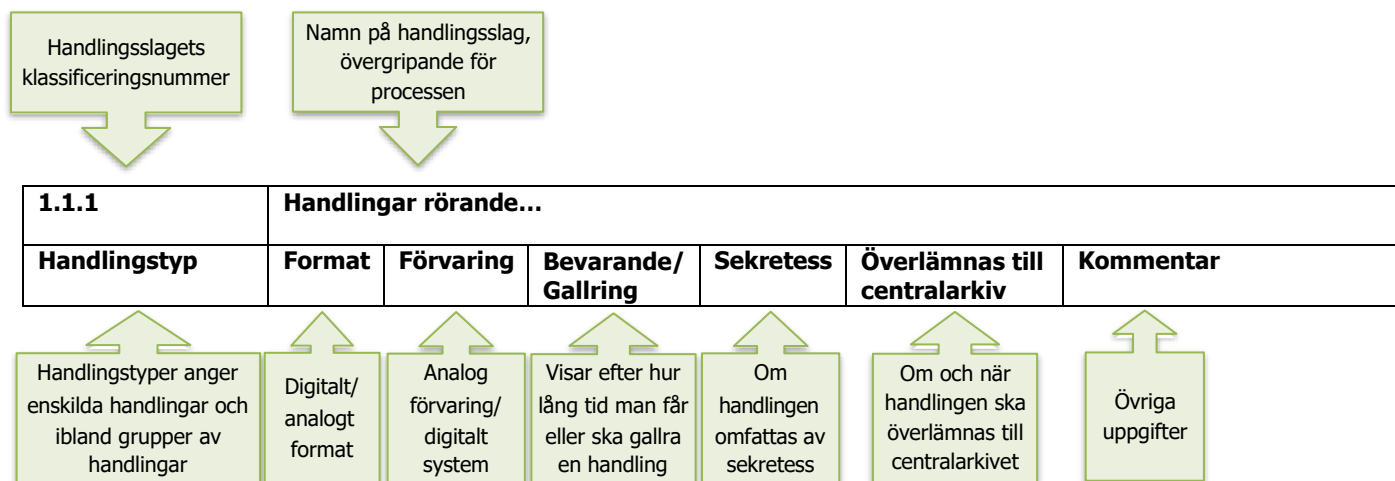 Handlingsslagets
klassificeringsnummer
Namn på handlingsslag,
övergripande för
processen
1.1.1
Handlingar rörande…
Handlingstyp
Format
Förvaring
Bevarande/
Gallring
Sekretess
Överlämnas till
centralarkiv
Kommentar
Handlingstyper anger
enskilda handlingar och
ibland grupper av
handlingar
Digitalt/
analogt
format
Analog
förvaring/
digitalt
system
Visar efter hur
lång tid man får
eller ska gallra
en handling
Om
handlingen
omfattas av
sekretess
Om och när
handlingen ska
överlämnas till
centralarkivet
Övriga
uppgifter